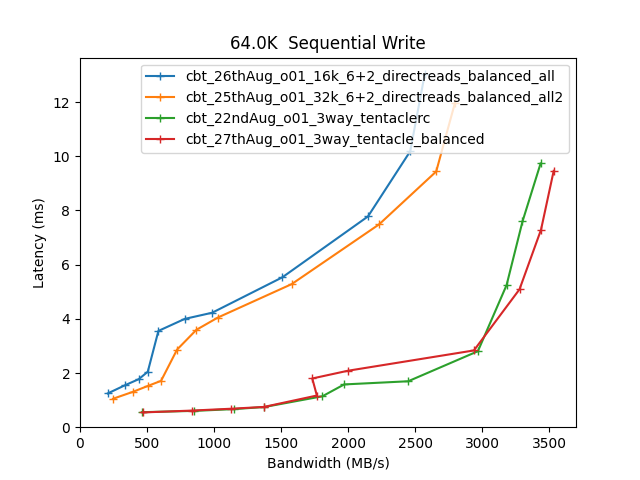 64.0K  Sequential Write
cbt_26thAug_o01_16k_6+2_directreads_balanced_all
cbt_25thAug_o01_32k_6+2_directreads_balanced_all2
cbt_22ndAug_o01_3way_tentaclerc
cbt_27thAug_o01_3way_tentacle_balanced
Latency (ms)
12
10
8
6
4
2
0
0 500 1000 1500 2000 2500 3000 3500
Bandwidth (MB/s)